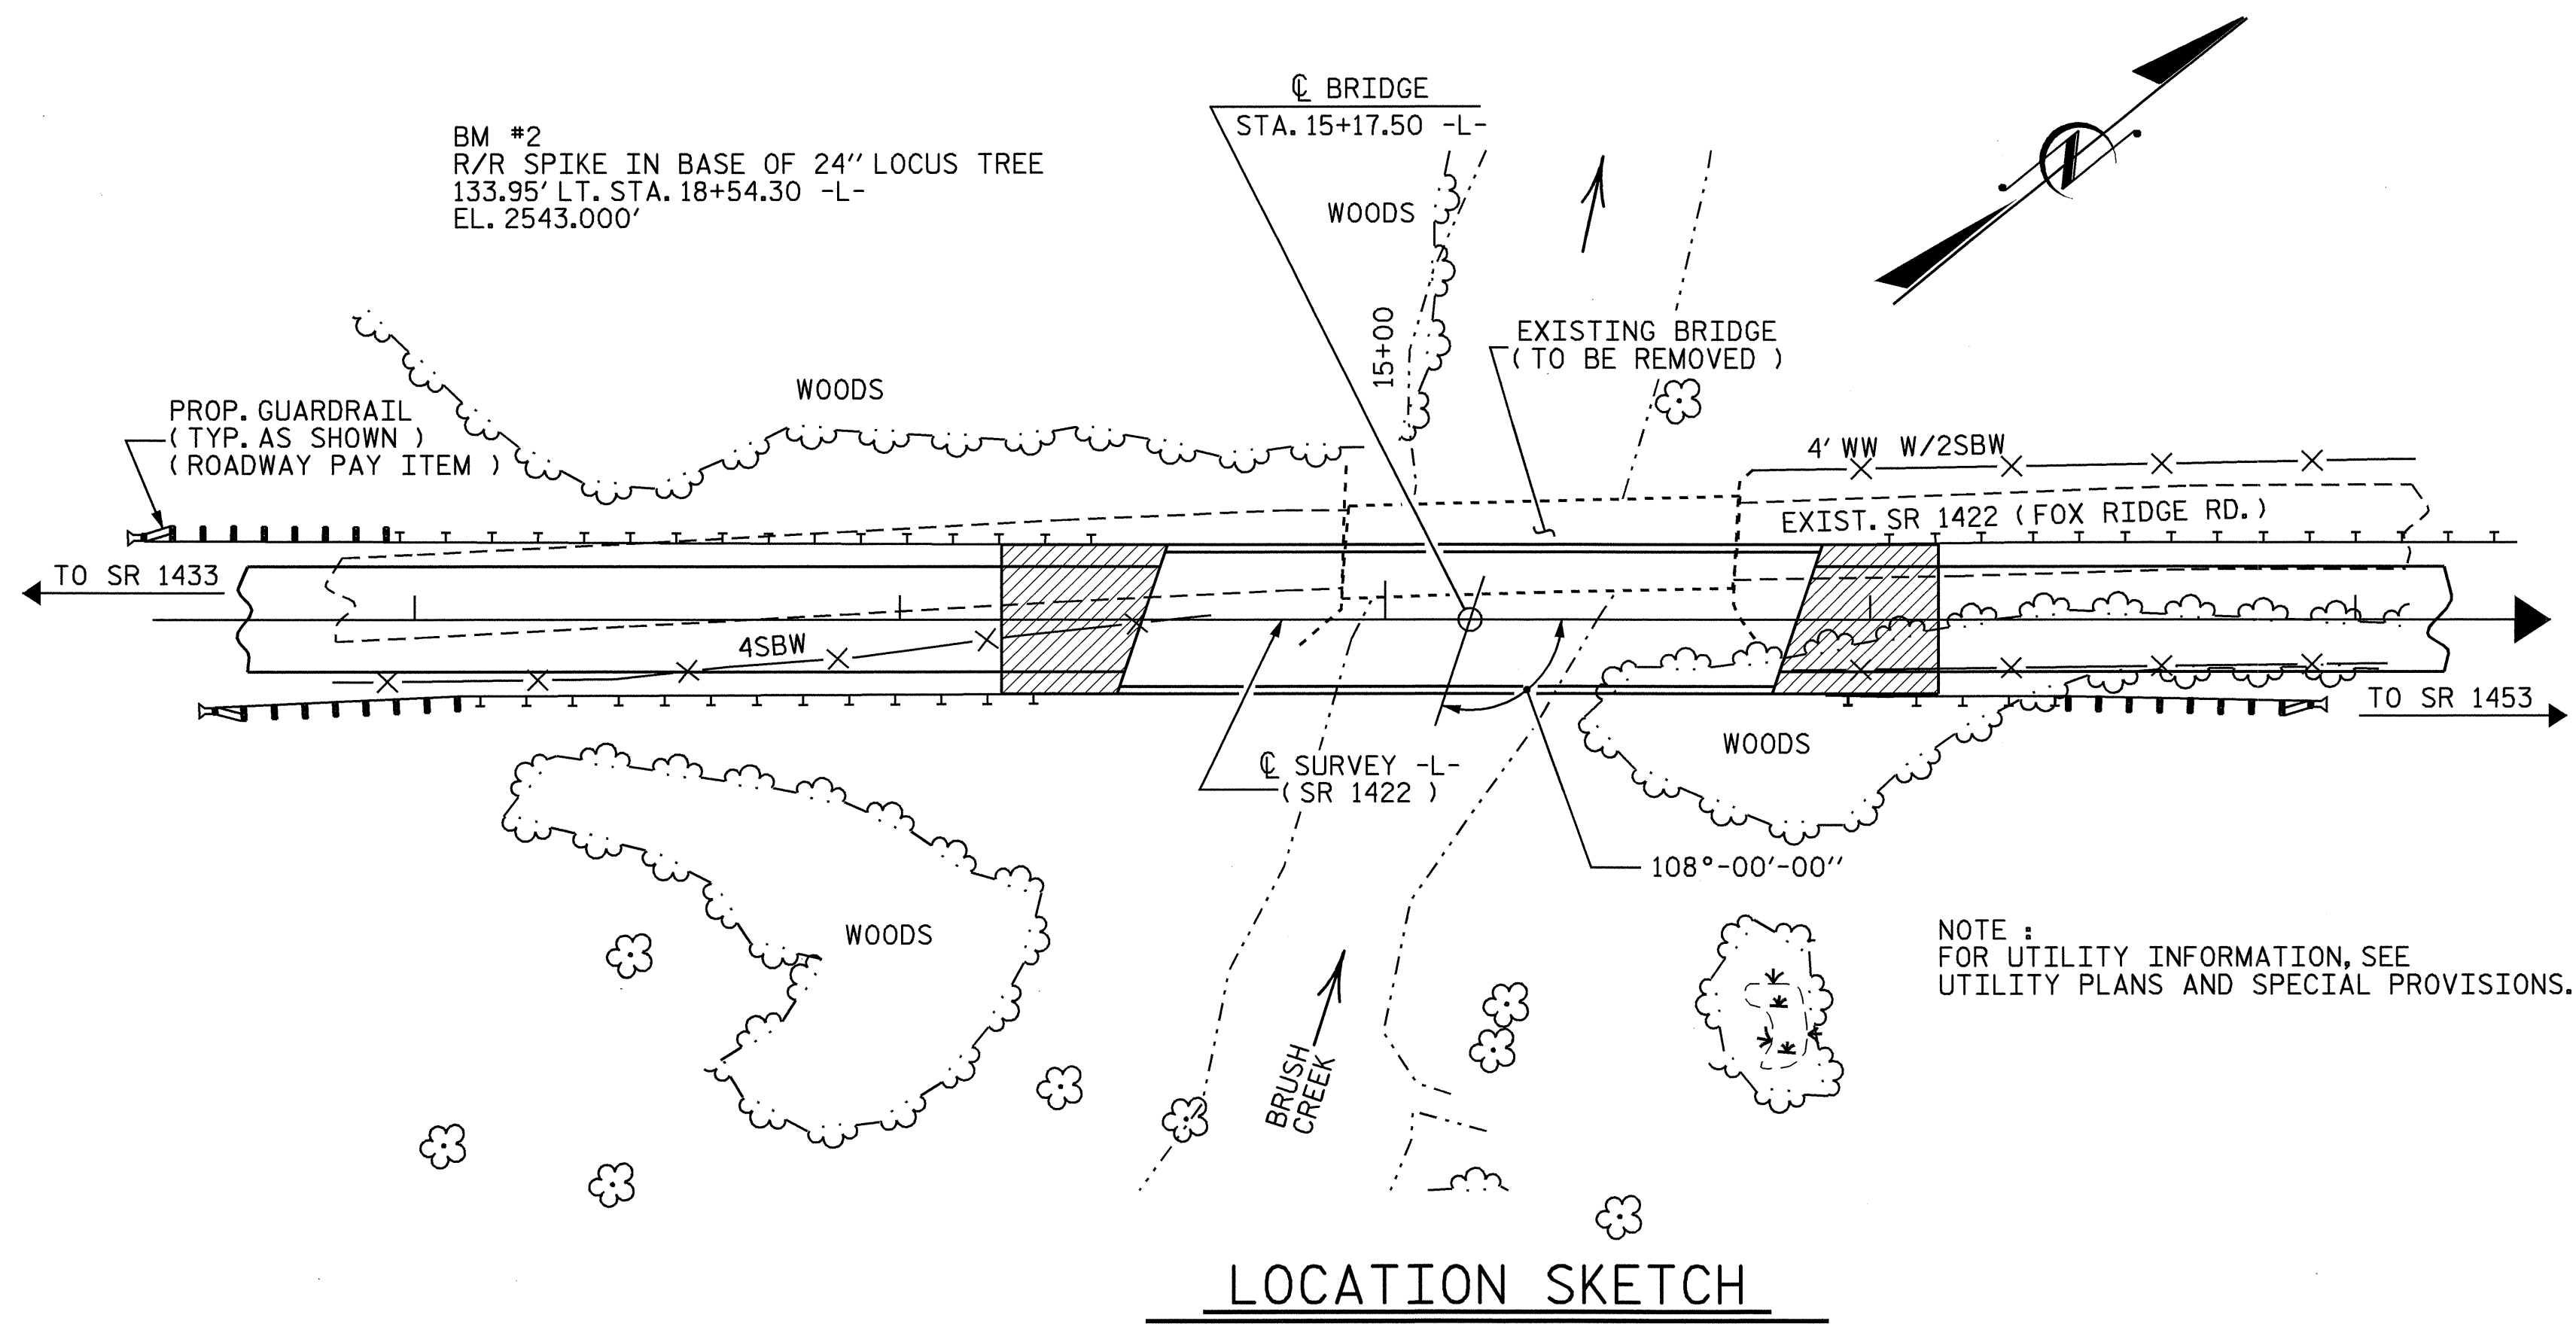 ℄ BRIDGE
STA. 15+17.50 -L-
BM #2
R/R SPIKE IN BASE OF 24" LOCUS TREE
133.95' LT. STA. 18+54.30 -L-
EL. 2543.000'
WOODS
15+00
EXISTING BRIDGE
( TO BE REMOVED )
WOODS
PROP. GUARDRAIL
( TYP. AS SHOWN )
( ROADWAY PAY ITEM )
4' WW W/2SBW
EXIST. SR 1422 ( FOX RIDGE RD. )
TO SR 1433
4SBW
TO SR 1453
WOODS
℄ SURVEY -L-
( SR 1422 )
108°-00'-00"
WOODS
NOTE :
FOR UTILITY INFORMATION, SEE
UTILITY PLANS AND SPECIAL PROVISIONS.
BRUSH
CREEK
LOCATION SKETCH